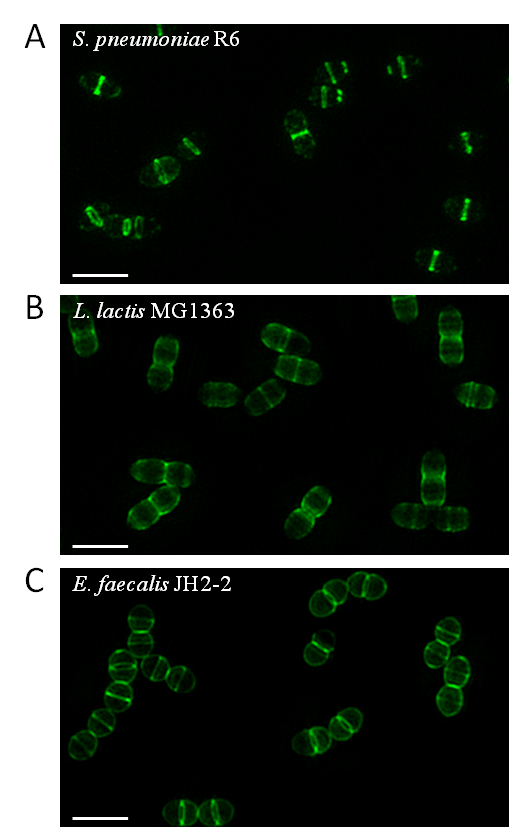 A
S. pneumoniae R6
B
L. lactis MG1363
C
E. faecalis JH2-2